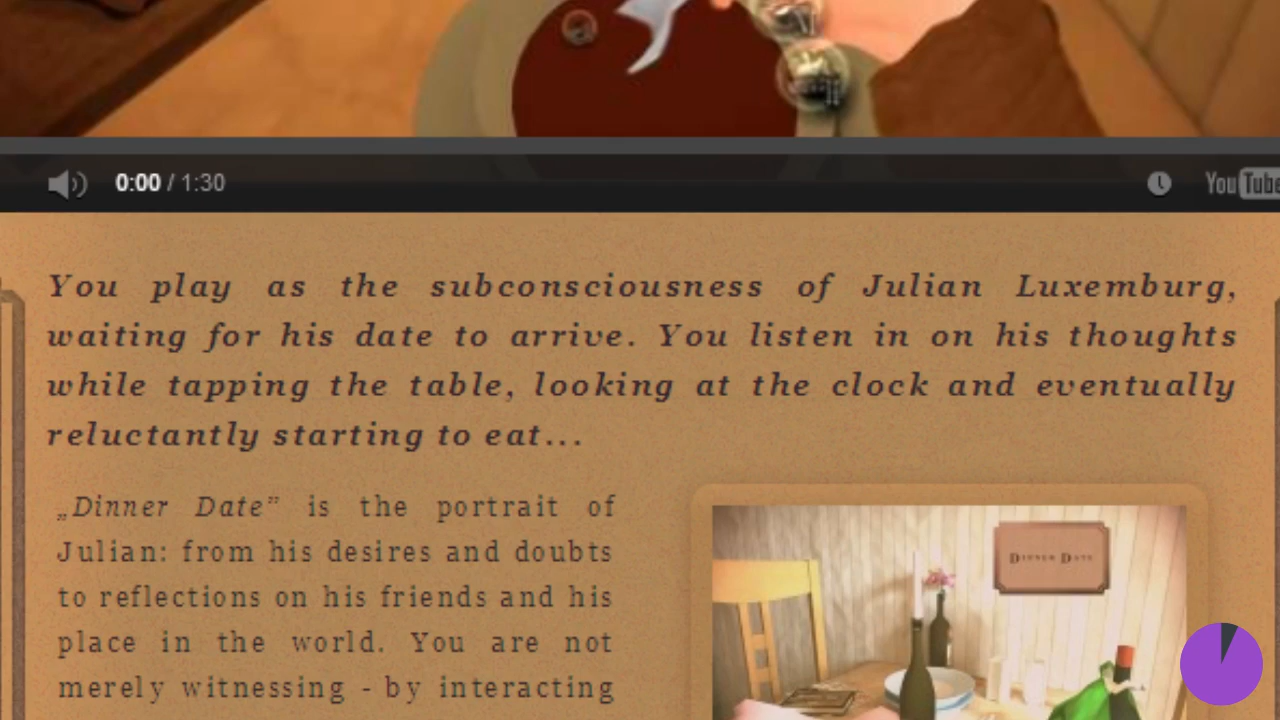 0:00 / 1:30
YouTube
You play as the subconsciousness of Julian Luxemburg,
waiting for his date to arrive. You listen in on his thoughts
while tapping the table, looking at the clock and eventually
reluctantly starting to eat...
„Dinner Date” is the portrait of
Julian: from his desires and doubts
to reflections on his friends and his
place in the world. You are not
merely witnessing - by interacting
Dinner Date